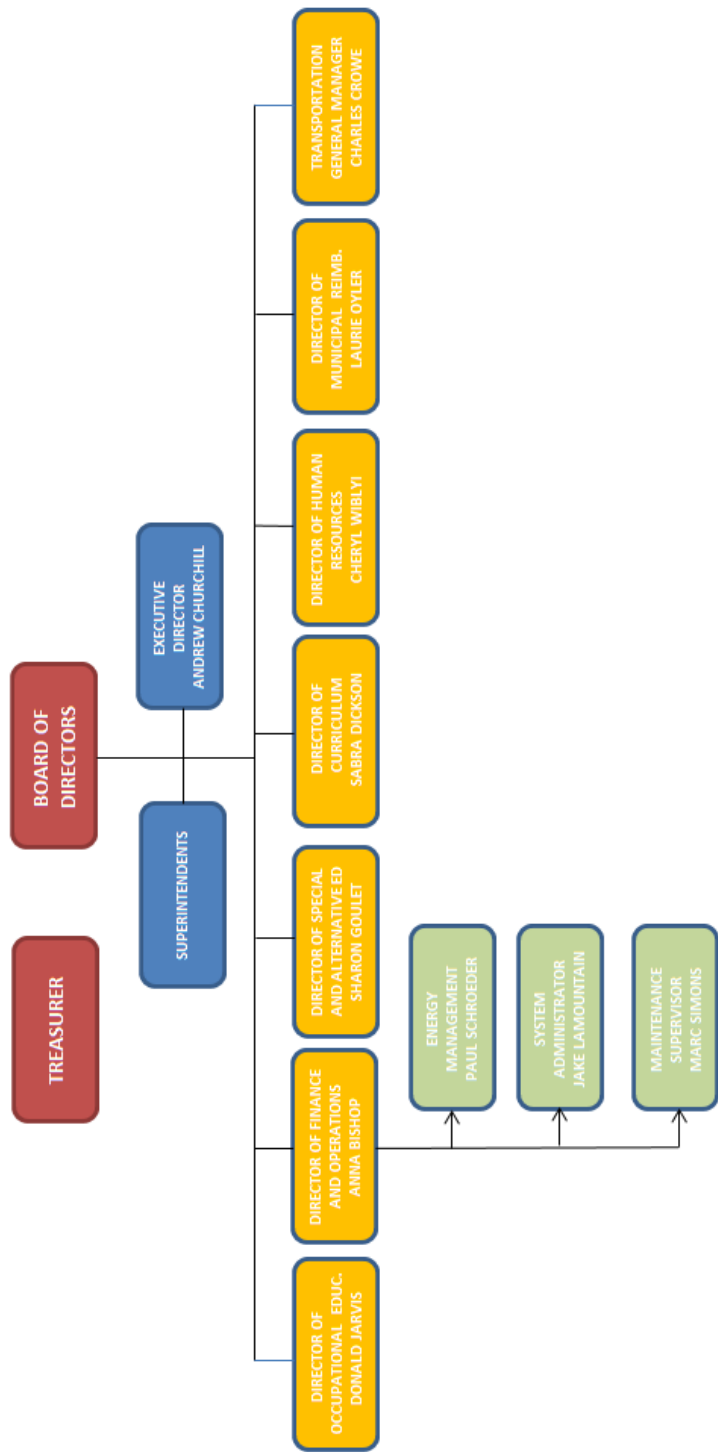 TREASURER
BOARD OF
DIRECTORS
SUPERINTENDENTS
EXECUTIVE
DIRECTOR
ANDREW CHURCHILL
DIRECTOR OF
OCCUPATIONAL EDUC.
DONALD JARVIS
DIRECTOR OF FINANCE
AND OPERATIONS
ANNA BISHOP
DIRECTOR OF SPECIAL
AND ALTERNATIVE ED
SHARON GOULET
DIRECTOR OF
CURRICULUM
SABRA DICKSON
DIRECTOR OF HUMAN
RESOURCES
CHERYL WIBLYI
DIRECTOR OF
MUNICIPAL REIMB.
LAURIE OYLER
TRANSPORTATION
GENERAL MANAGER
CHARLES CROWE
ENERGY
MANAGEMENT
PAUL SCHROEDER
SYSTEM
ADMINISTRATOR
JAKE LAMOUNTAIN
MAINTENANCE
SUPERVISOR
MARC SIMONS